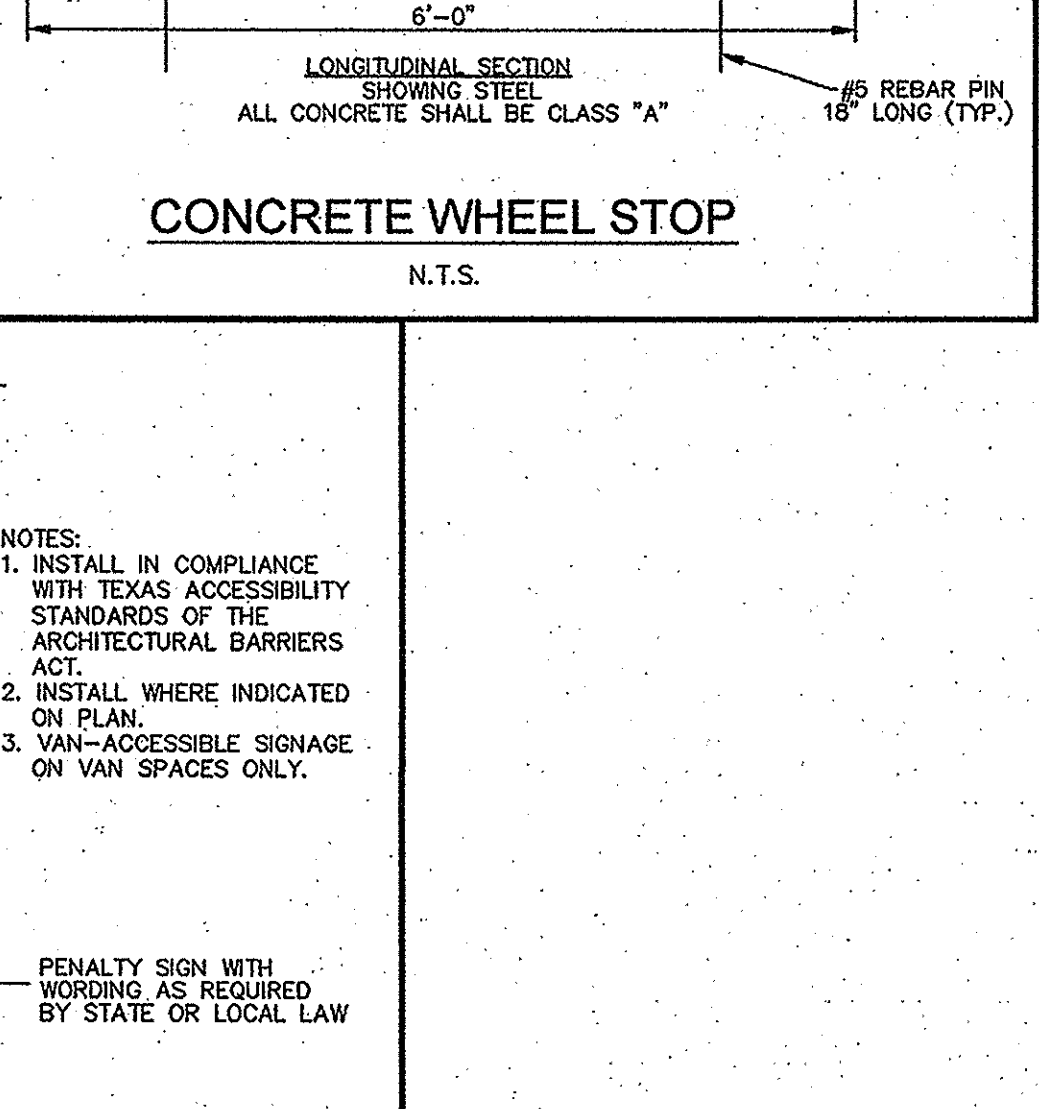 6'-0"
LONGITUDINAL SECTION
SHOWING STEEL
ALL CONCRETE SHALL BE CLASS "A"
#5 REBAR PIN
18" LONG (TYP.)
CONCRETE WHEEL STOP
N.T.S.
NOTES:
1. INSTALL IN COMPLIANCE
WITH TEXAS ACCESSIBILITY
STANDARDS OF THE
ARCHITECTURAL BARRIERS
ACT.
2. INSTALL WHERE INDICATED
ON PLAN.
3. VAN-ACCESSIBLE SIGNAGE
ON VAN SPACES ONLY.
PENALTY SIGN WITH
WORDING AS REQUIRED
BY STATE OR LOCAL LAW